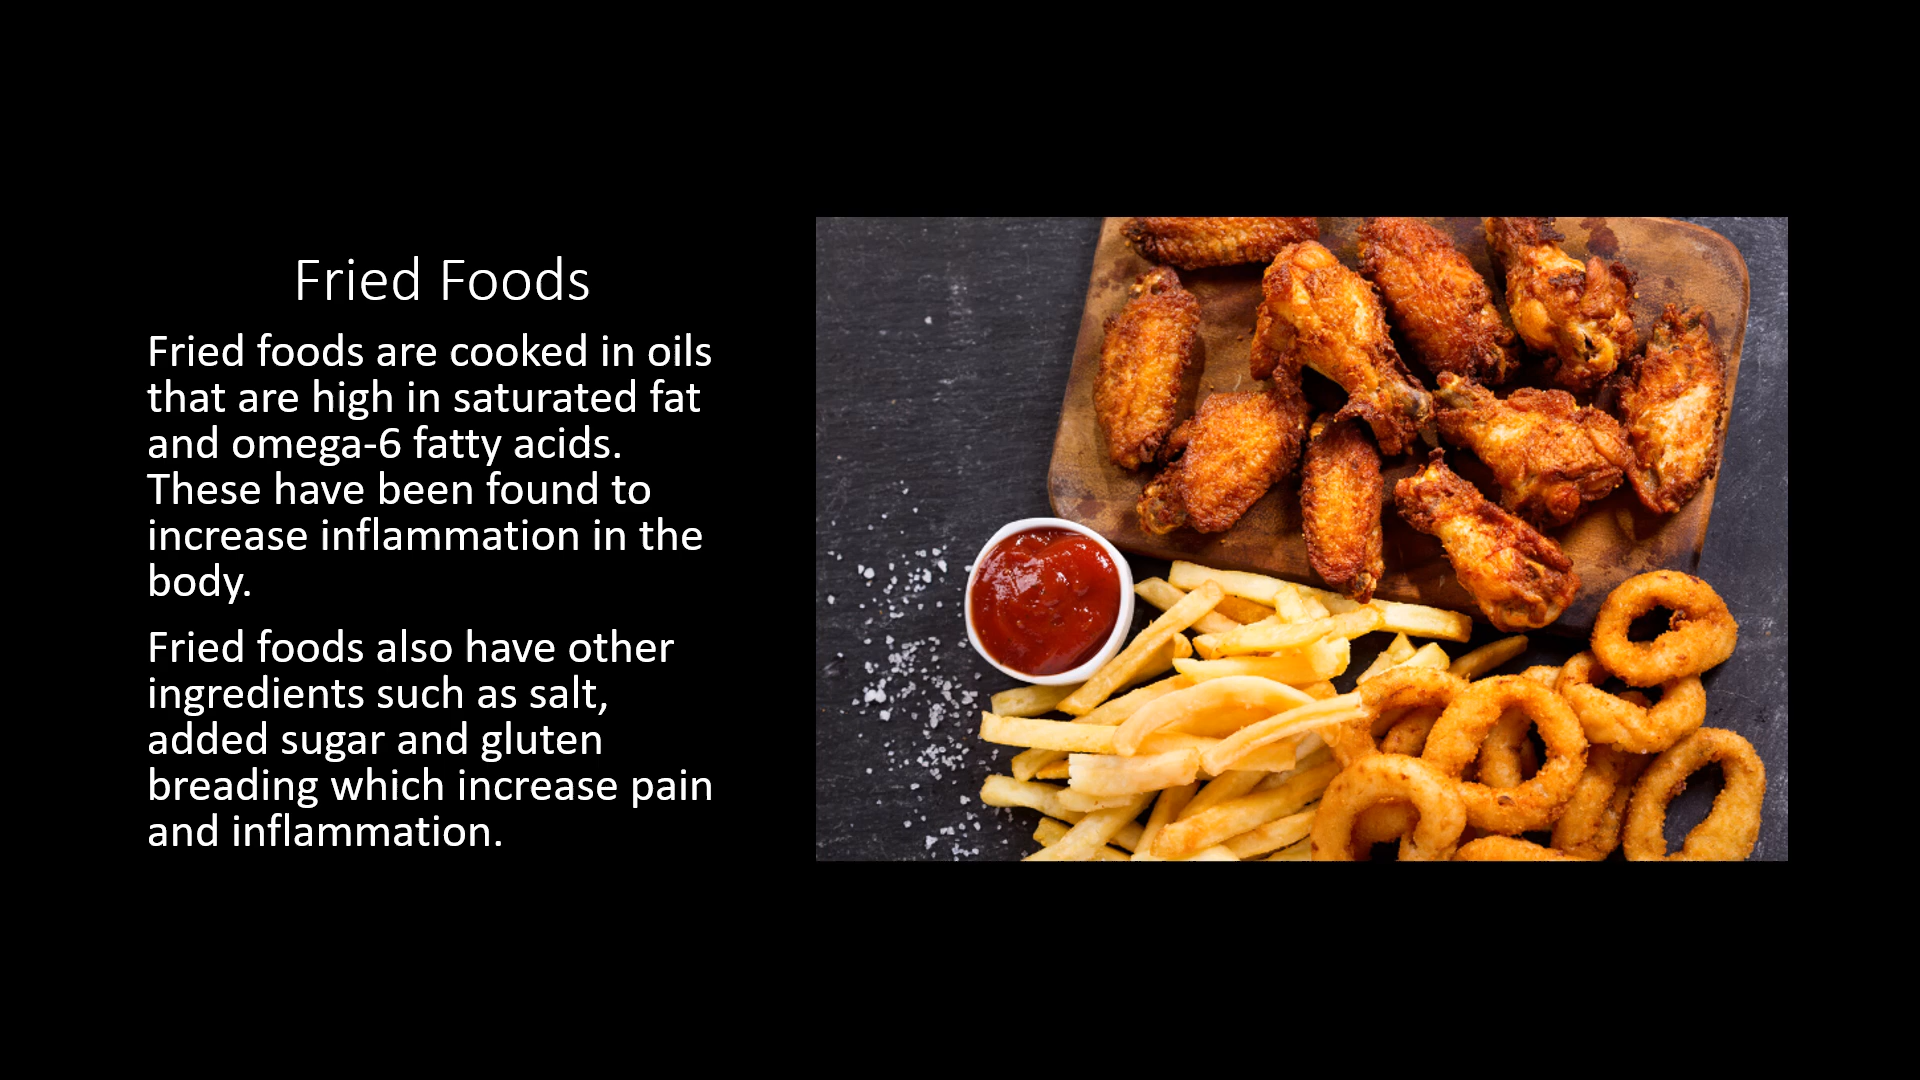 Fried Foods
Fried foods are cooked in oils
that are high in saturated fat
and omega-6 fatty acids.
These have been found to
increase inflammation in the
body.
Fried foods also have other
ingredients such as salt,
added sugar and gluten
breading which increase pain
and inflammation.